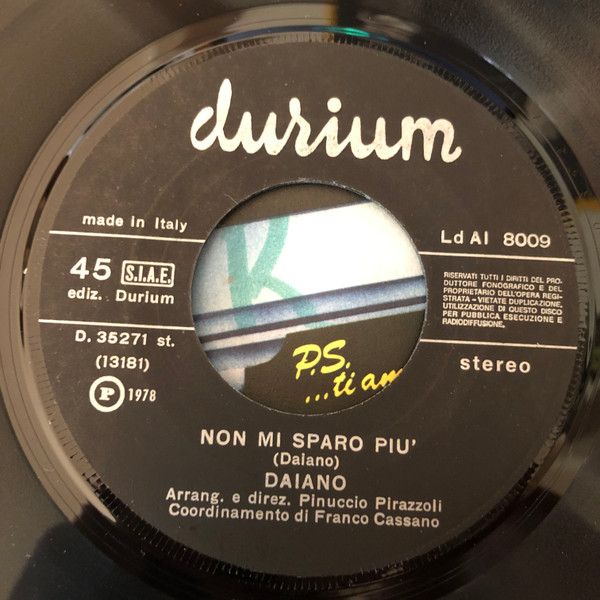 durium
made in Italy
Ld AI 8009
45 S.I.A.E.
ediz. Durium
RISERVATI TUTTI I DIRITTI DEL PRO-
DUTTORE FONOGRAFICO E DEL
PROPRIETARIO DELL'OPERA REGI-
STRATA - VIETATE DUPLICAZIONE,
UTILIZZAZIONE DI QUESTO DISCO
PER PUBBLICA ESECUZIONE E
RADIODIFFUSIONE.
D. 35271 st.
(13181)
P 1978
stereo
P.S.
...ti am
NON MI SPARO PIU'
(Daiano)
DAIANO
Arrang. e direz. Pinuccio Pirazzoli
Coordinamento di Franco Cassano